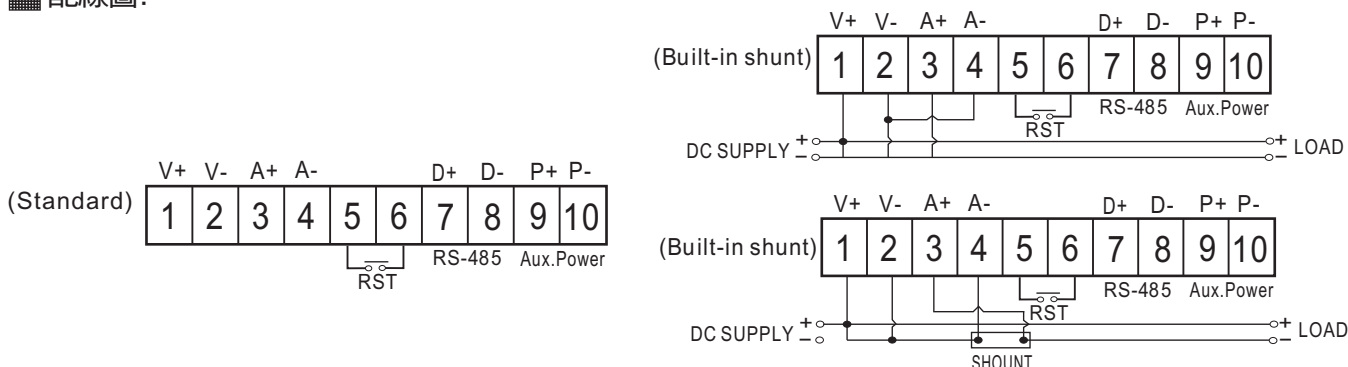 配線圖:
V+ V- A+ A- D+ D- P+ P-
(Standard) 1 2 3 4 5 6 7 8 9 10
RS-485 Aux.Power
RST
V+ V- A+ A- D+ D- P+ P-
(Built-in shunt) 1 2 3 4 5 6 7 8 9 10
RS-485 Aux.Power
RST
DC SUPPLY + − + − LOAD
V+ V- A+ A- D+ D- P+ P-
(Built-in shunt) 1 2 3 4 5 6 7 8 9 10
RS-485 Aux.Power
RST
DC SUPPLY + − + − LOAD
SHOUNT